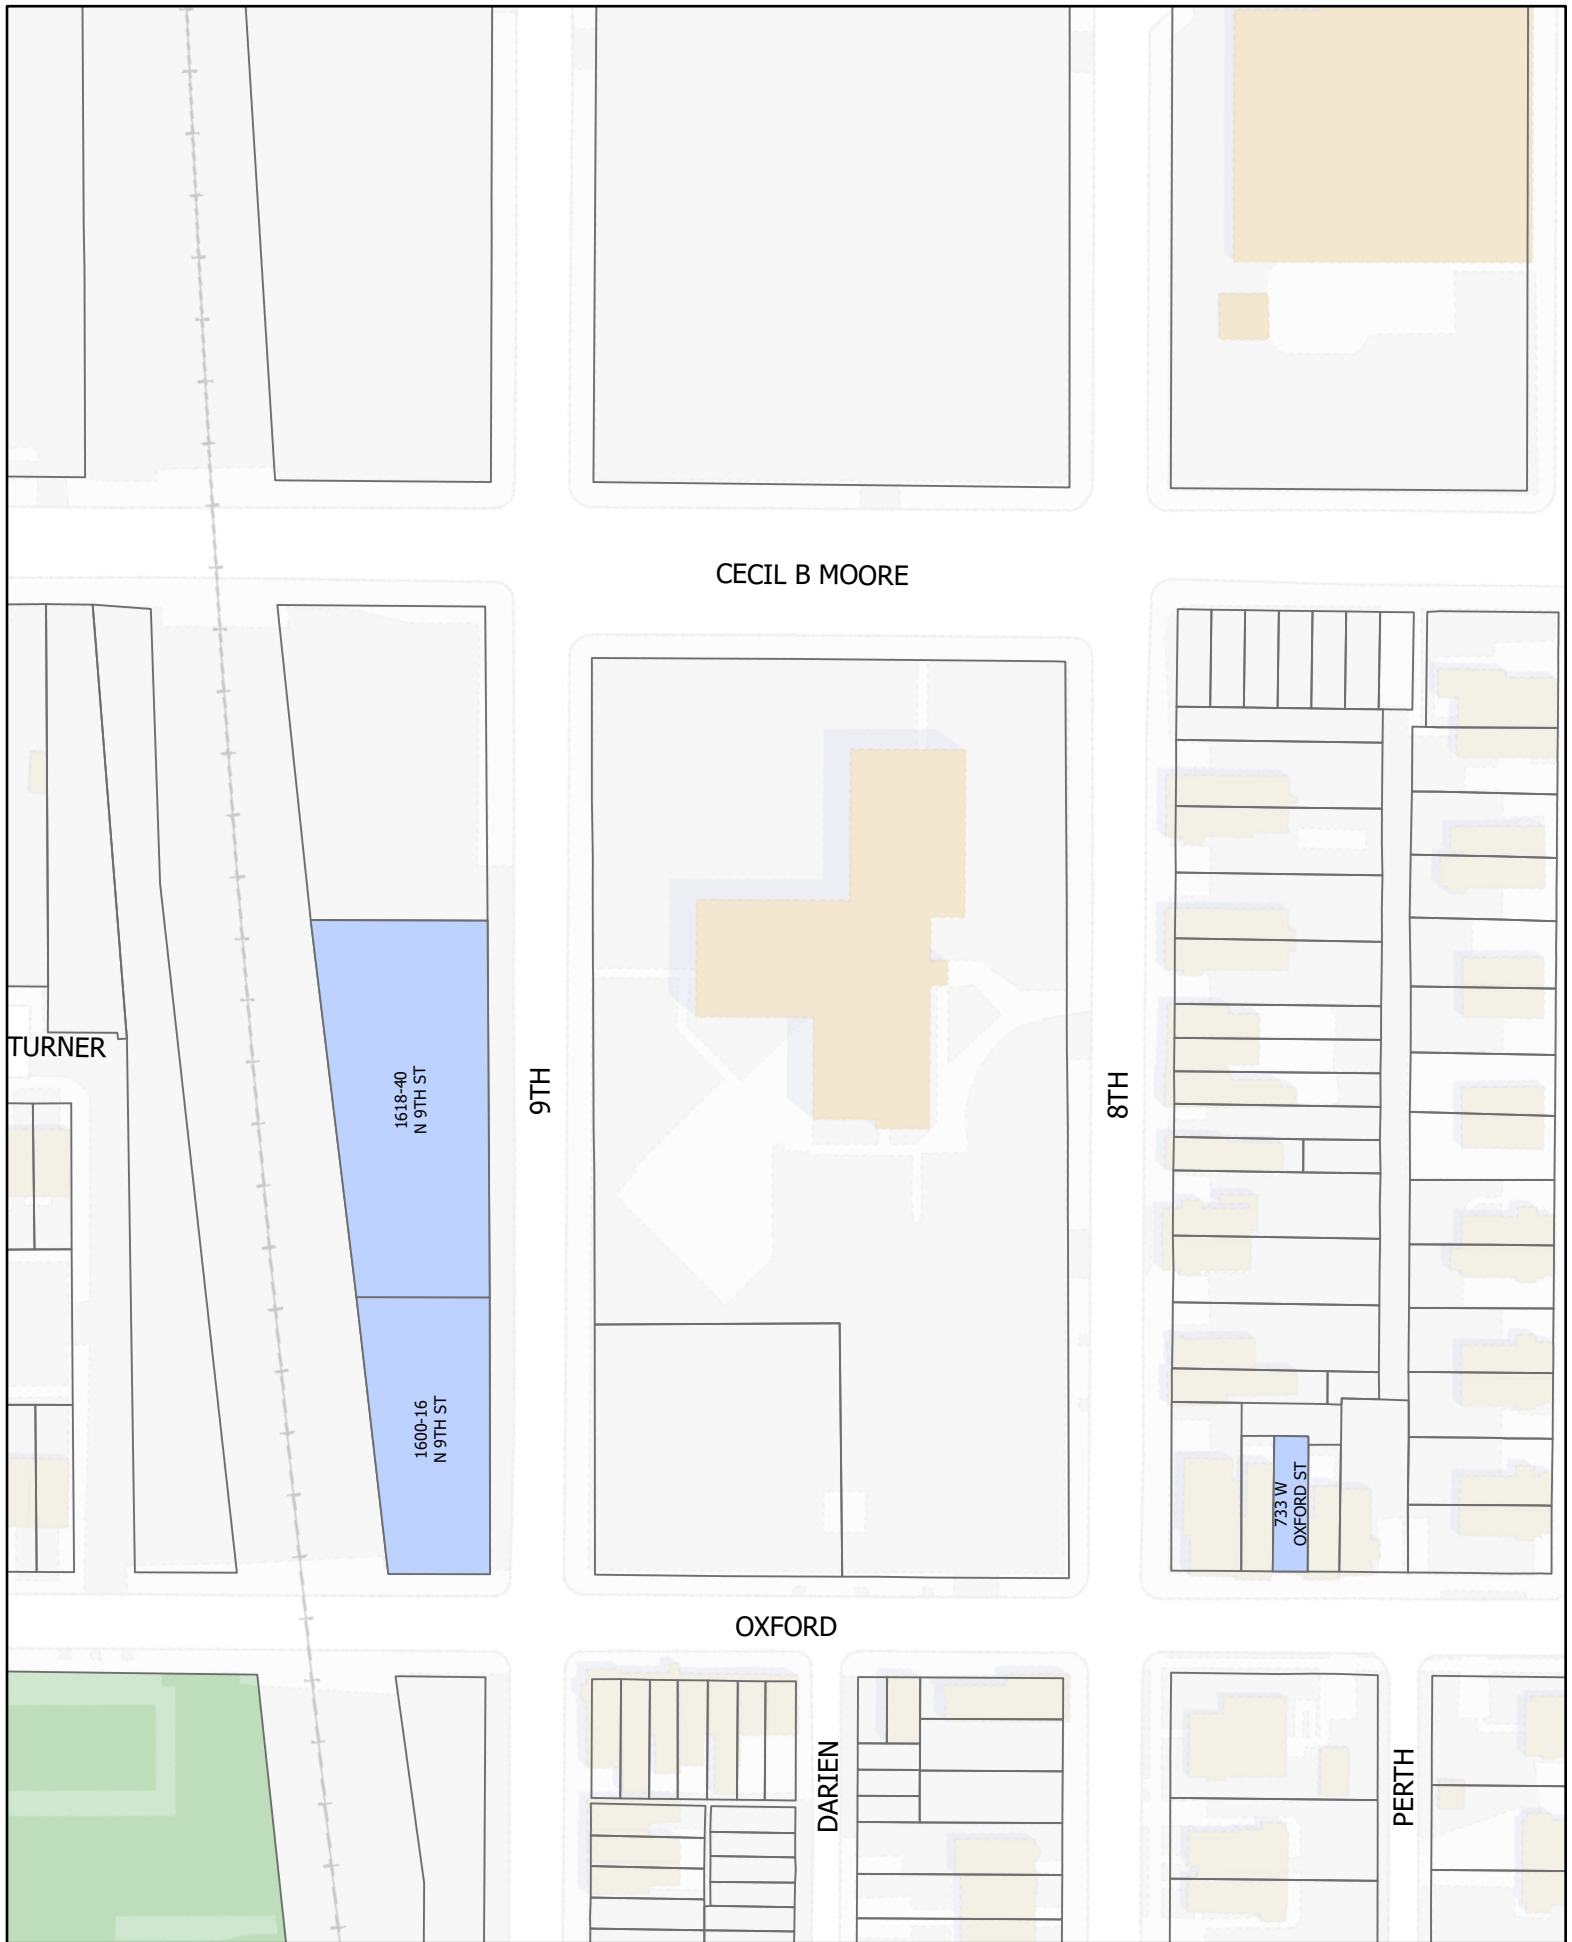 CECIL B MOORE
TURNER
1618-40
N 9TH ST
9TH
8TH
1600-16
N 9TH ST
733 W
OXFORD ST
OXFORD
DARIEN
PERTH